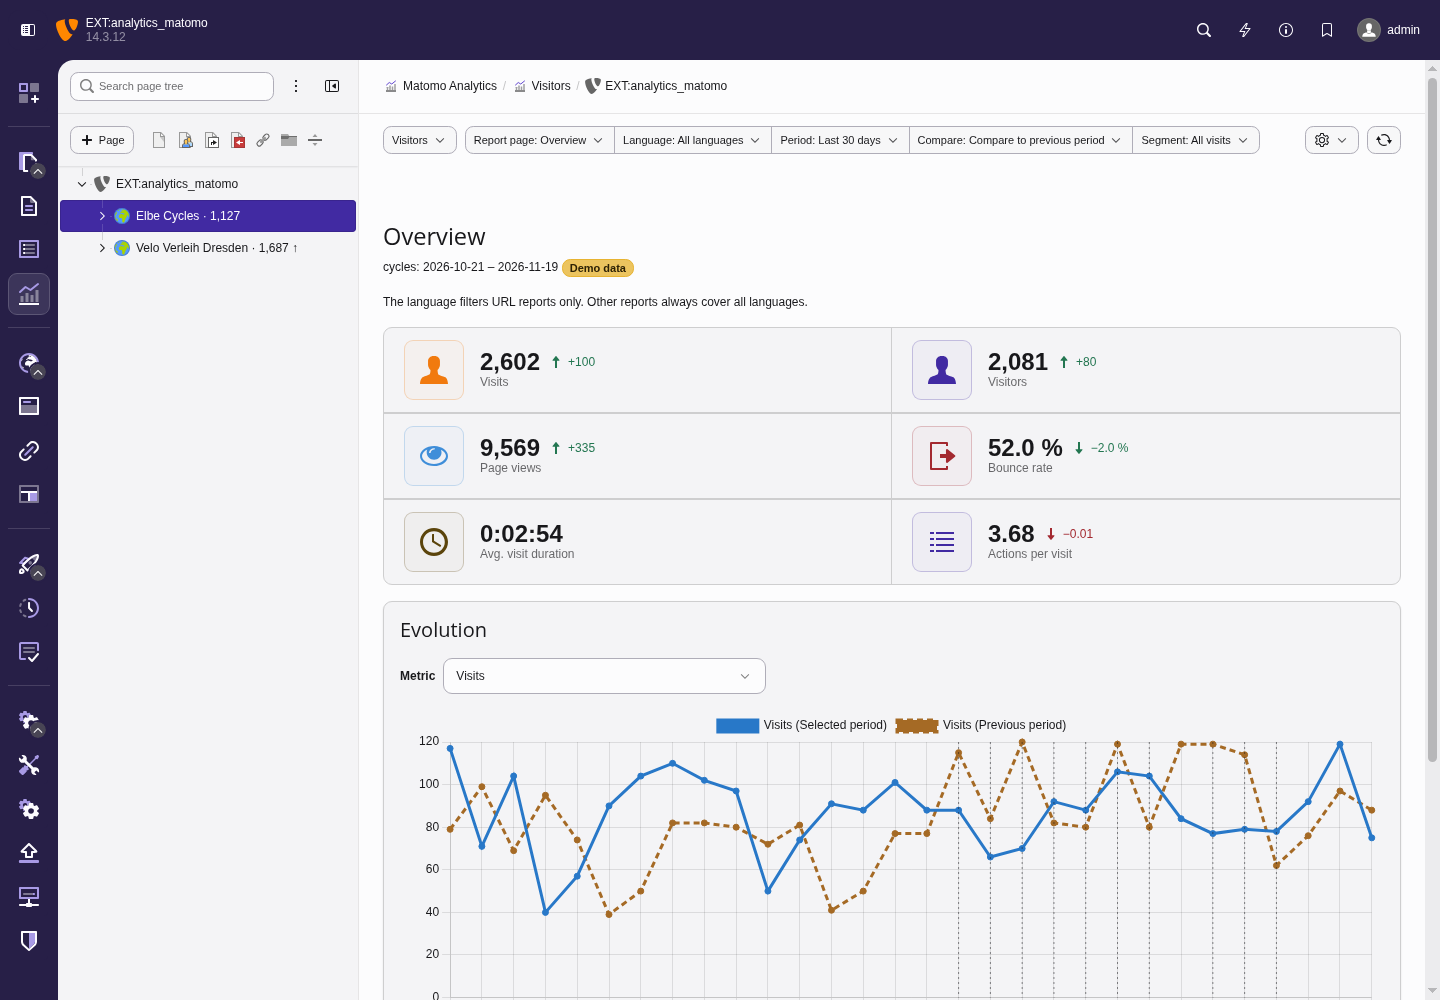 EXT:analytics_matomo
14.3.12
admin
Search page tree
Matomo Analytics / Visitors / EXT:analytics_matomo
Page
Visitors
Report page: Overview
Language: All languages
Period: Last 30 days
Compare: Compare to previous period
Segment: All visits
EXT:analytics_matomo
Elbe Cycles · 1,127
Velo Verleih Dresden · 1,687 ↑
Overview
cycles: 2026-10-21 – 2026-11-19 Demo data
The language filters URL reports only. Other reports always cover all languages.
2,602 +100
Visits
2,081 +80
Visitors
9,569 +335
Page views
52.0 % −2.0 %
Bounce rate
0:02:54
Avg. visit duration
3.68 −0.01
Actions per visit
Evolution
Metric Visits
Visits (Selected period) Visits (Previous period)
120
100
80
60
40
20
0